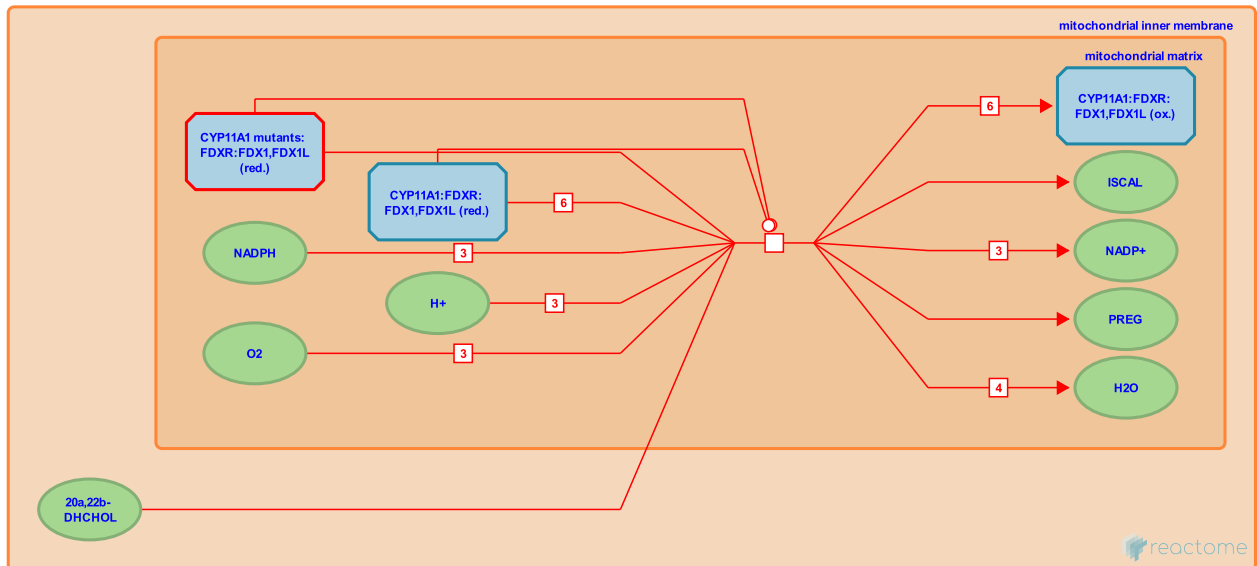 mitochondrial inner membrane
mitochondrial matrix
CYP11A1 mutants:
FDXR:FDX1,FDX1L
(red.)
CYP11A1:FDXR:
FDX1,FDX1L (red.)
6
NADPH
3
H+
3
O2
3
20a,22b-
DHCHOL
6
CYP11A1:FDXR:
FDX1,FDX1L (ox.)
ISCAL
3
NADP+
PREG
4
H2O
reactome